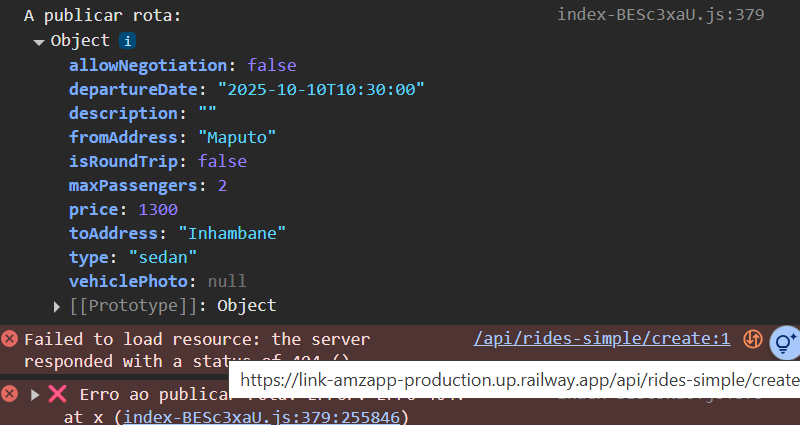 A publicar rota: index-BESc3xaU.js:379
Object i
allowNegotiation: false
departureDate: "2025-10-10T10:30:00"
description: ""
fromAddress: "Maputo"
isRoundTrip: false
maxPassengers: 2
price: 1300
toAddress: "Inhambane"
type: "sedan"
vehiclePhoto: null
[[Prototype]]: Object
Failed to load resource: the server /api/rides-simple/create:1
responded with a status of 404 ()
https://link-amzapp-production.up.railway.app/api/rides-simple/create
❌ Erro ao publicar
at x (index-BESc3xaU.js:379:255846)